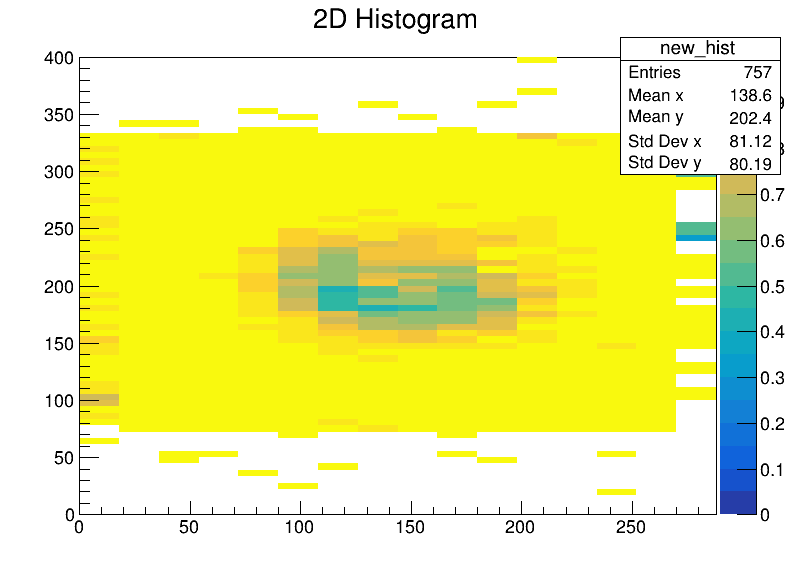 2D Histogram
new_hist
Entries 757
Mean x 138.6
Mean y 202.4
Std Dev x 81.12
Std Dev y 80.19
400
350
300
250
200
150
100
50
0
0 50 100 150 200 250
0.7
0.6
0.5
0.4
0.3
0.2
0.1
0